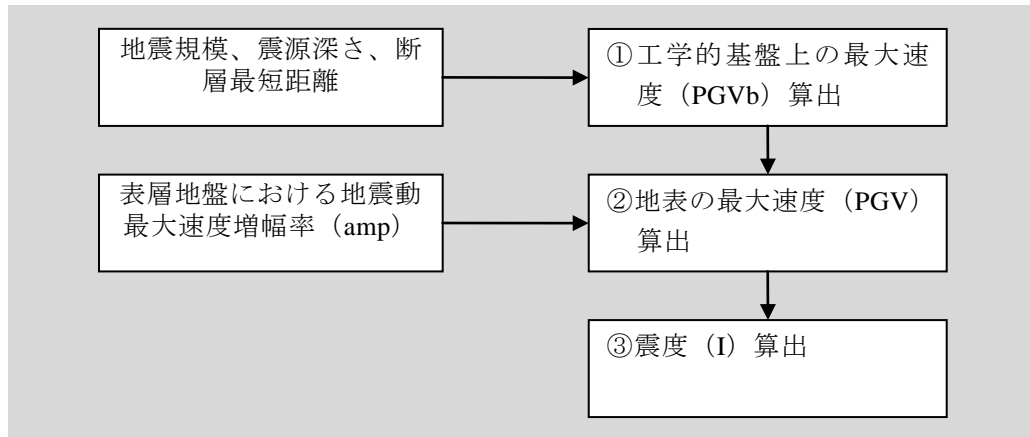 地震規模、震源深さ、断
層最短距離
①工学的基盤上の最大速
度（PGVb）算出
表層地盤における地震動
最大速度増幅率（amp）
②地表の最大速度（PGV）
算出
③震度（I）算出